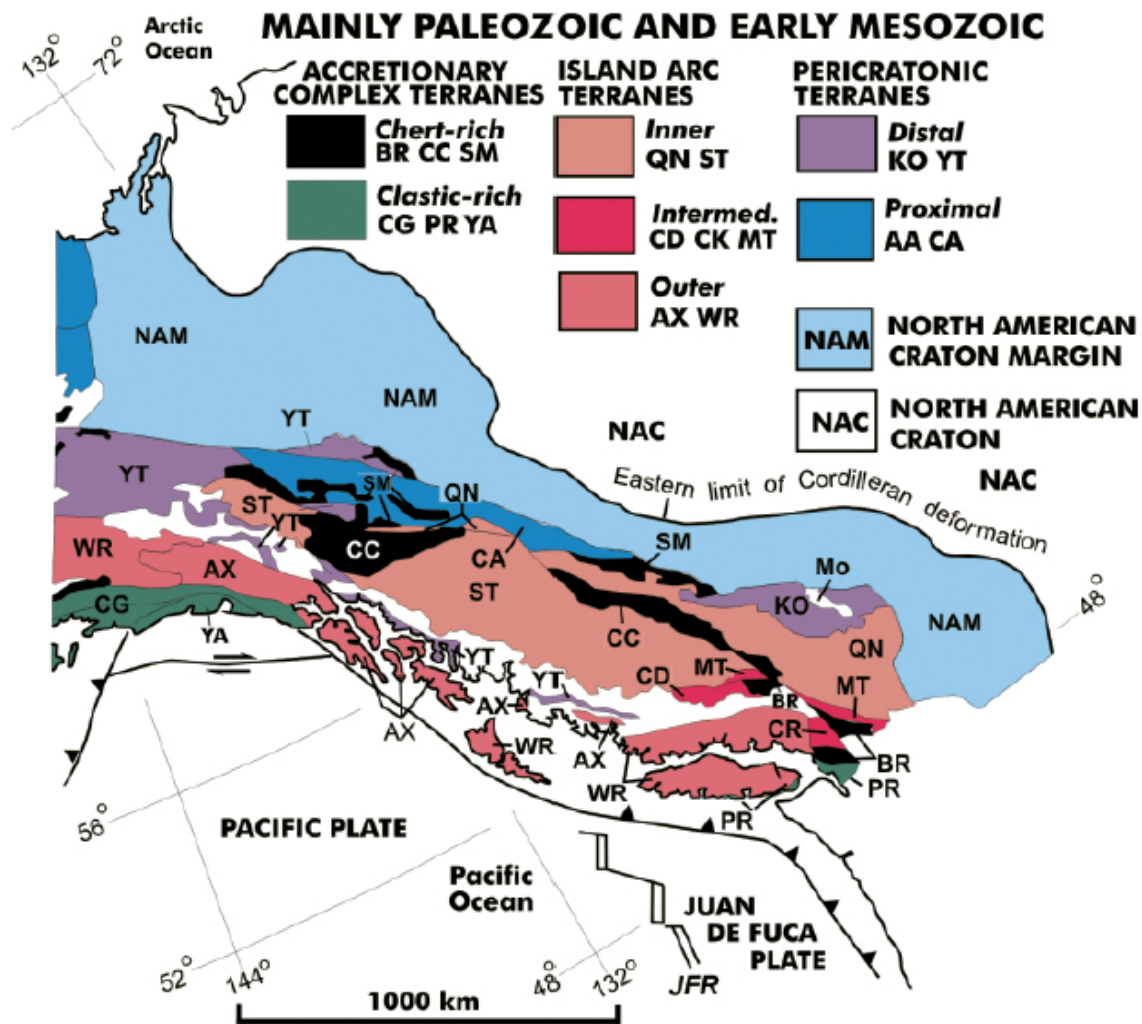 MAINLY PALEOZOIC AND EARLY MESOZOIC
Arctic
Ocean
132°
72°
ACCRETIONARY
COMPLEX TERRANES
Chert-rich
BR CC SM
Clastic-rich
CG PR YA
ISLAND ARC
TERRANES
Inner
QN ST
Intermed.
CD CK MT
Outer
AX WR
PERICRATONIC
TERRANES
Distal
KO YT
Proximal
AA CA
NAM
NORTH AMERICAN
CRATON MARGIN
NAC
NORTH AMERICAN
CRATON
NAM
NAM
NAC
NAC
Eastern limit of Cordilleran deformation
YT
YT
SM
QN
ST
YT
CC
CA
SM
WR
AX
ST
Mo
KO
48°
CG
CC
NAM
QN
YA
YT
CD
MT
YT
MT
BR
AX
CR
AX
WR
AX
BR
WR
PR
PR
56°
PACIFIC PLATE
Pacific
Ocean
JUAN
DE FUCA
PLATE
JFR
52°
144°
48°
132°
1000 km